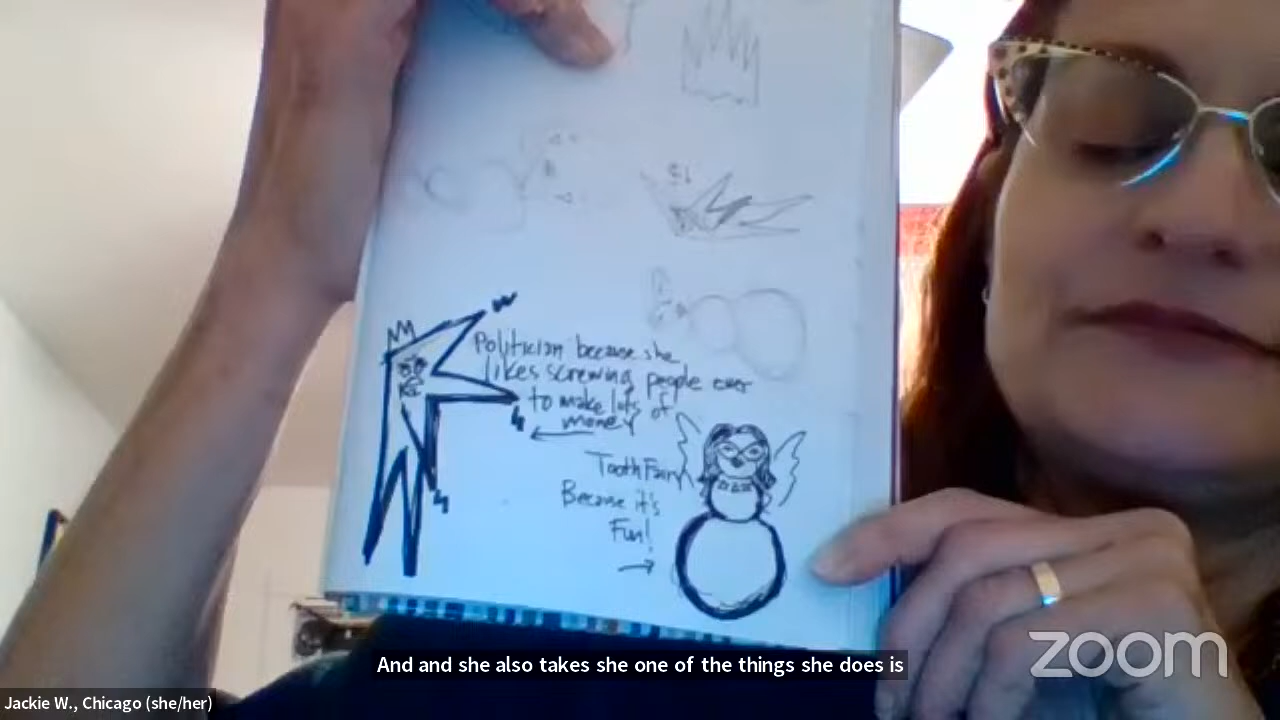 Politician because she
likes screwing people over
to make lots of
money
Tooth Fairy
Because it's
Fun!
And and she also takes she one of the things she does is
zoom
Jackie W., Chicago (she/her)